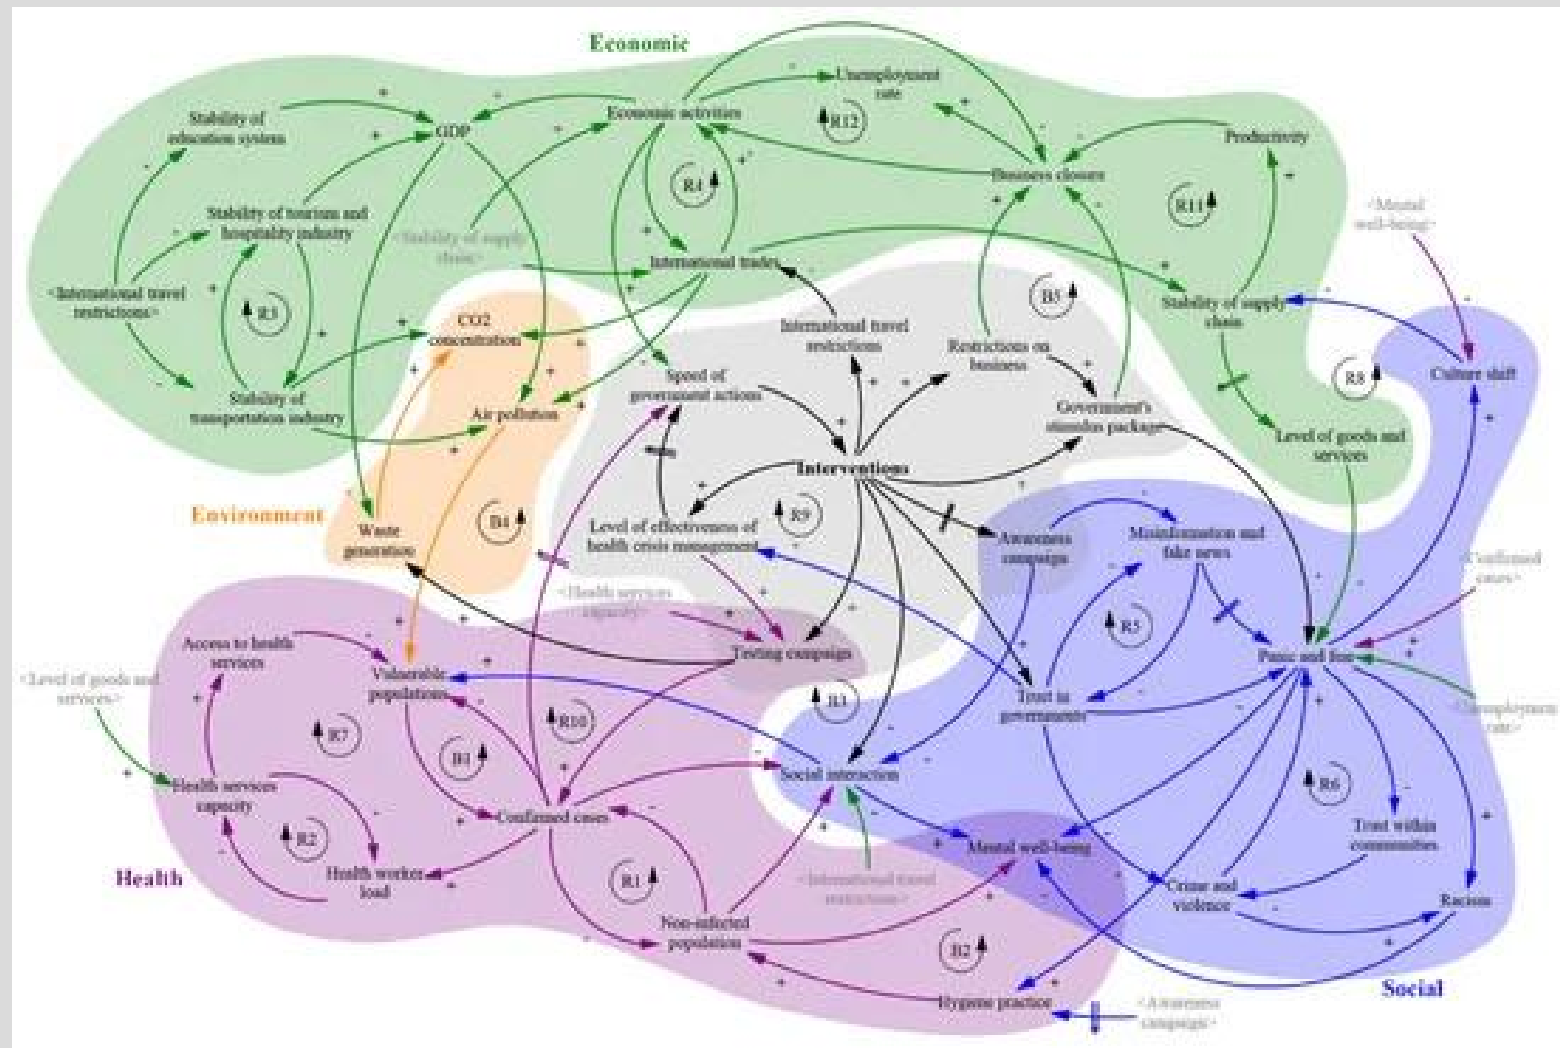 Economic
Unemployment
rate
Stability of
education system
GDP
Economic activities
R12
Productivity
Business closure
R4
R11
<Mental
well-being>
Stability of tourism and
hospitality industry
<Stability of supply
chain>
International trades
<International travel
restrictions>
R3
B5
Stability of supply
chain
CO2
concentration
International travel
restrictions
Restrictions on
business
Speed of
government actions
R8
Culture shift
Stability of
transportation industry
Air pollution
Government's
stimulus package
Level of goods and
services
Interventions
Environment
Waste
generation
B4
Level of effectiveness of
health crisis management
R9
Awareness
campaign
Misinformation and
fake news
<Confirmed
cases>
<Health services
capacity>
R5
Access to health
services
Testing campaign
Panic and fear
<Level of goods and
services>
Vulnerable
populations
Trust in
governments
<Unemployment
rate>
R7
B1
R10
B3
Social interaction
R6
Health services
capacity
Confirmed cases
R2
Trust within
communities
Health
Health worker
load
R1
Mental well-being
<International travel
restrictions>
Crime and
violence
Racism
Non-infected
population
B2
Hygiene practice
<Awareness
campaign>
Social